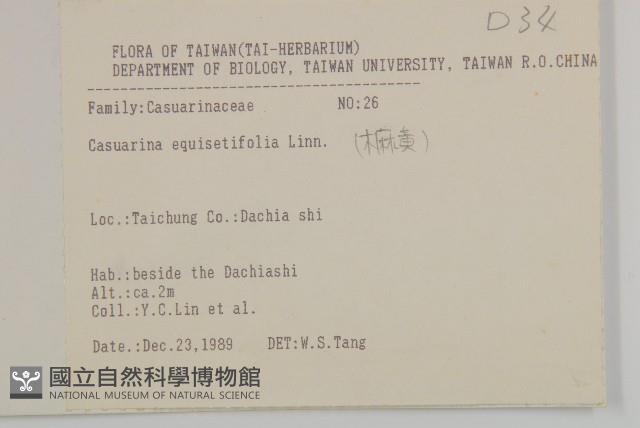 D34
FLORA OF TAIWAN(TAI-HERBARIUM)
DEPARTMENT OF BIOLOGY, TAIWAN UNIVERSITY, TAIWAN R.O.CHINA
Family:Casuarinaceae NO:26
Casuarina equisetifolia Linn. (木麻黃)
Loc.:Taichung Co.:Dachia shi
Hab.:beside the Dachiashi
Alt.:ca.2m
Coll.:Y.C.Lin et al.
Date.:Dec.23,1989 DET:W.S.Tang
國立自然科學博物館
NATIONAL MUSEUM OF NATURAL SCIENCE